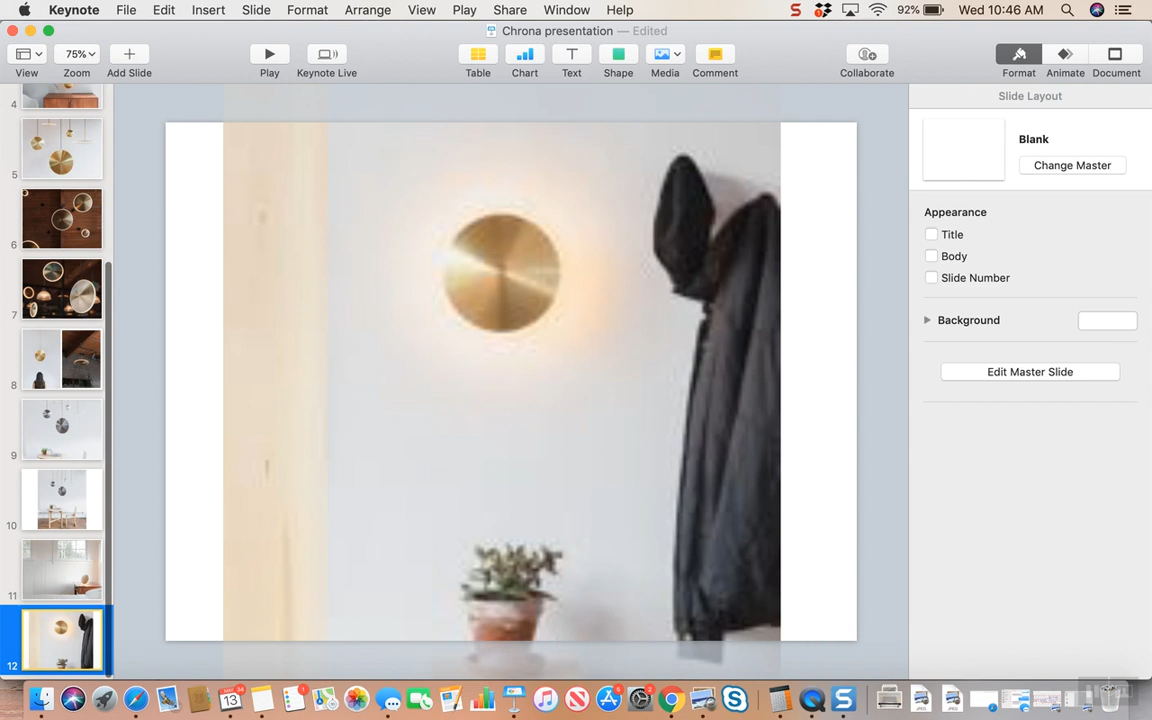 Keynote File Edit Insert Slide Format Arrange View Play Share Window Help 92% Wed 10:46 AM
Chrona presentation — Edited
75%
View Zoom Add Slide Play Keynote Live Table Chart Text Shape Media Comment Collaborate Format Animate Document
Slide Layout
Blank
Change Master
Appearance
Title
Body
Slide Number
Background
Edit Master Slide
4
5
6
7
8
9
10
11
12
13